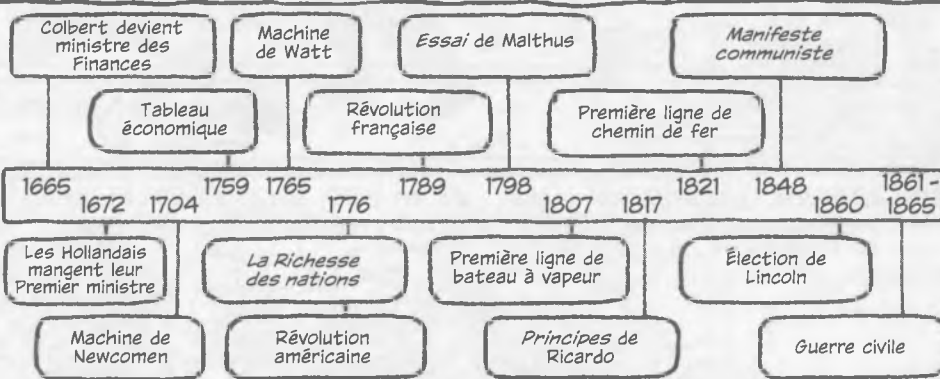 Colbert devient
ministre des
Finances
Machine
de Watt
Essai de Malthus
Manifeste
communiste
Tableau
économique
Révolution
française
Première ligne de
chemin de fer
1665
1759
1765
1789
1798
1821
1848
1861-
1865
1672
1704
1776
1807
1817
1860
Les Hollandais
mangent leur
Premier ministre
La Richesse
des nations
Première ligne de
bateau à vapeur
Élection de
Lincoln
Machine de
Newcomen
Révolution
américaine
Principes de
Ricardo
Guerre civile